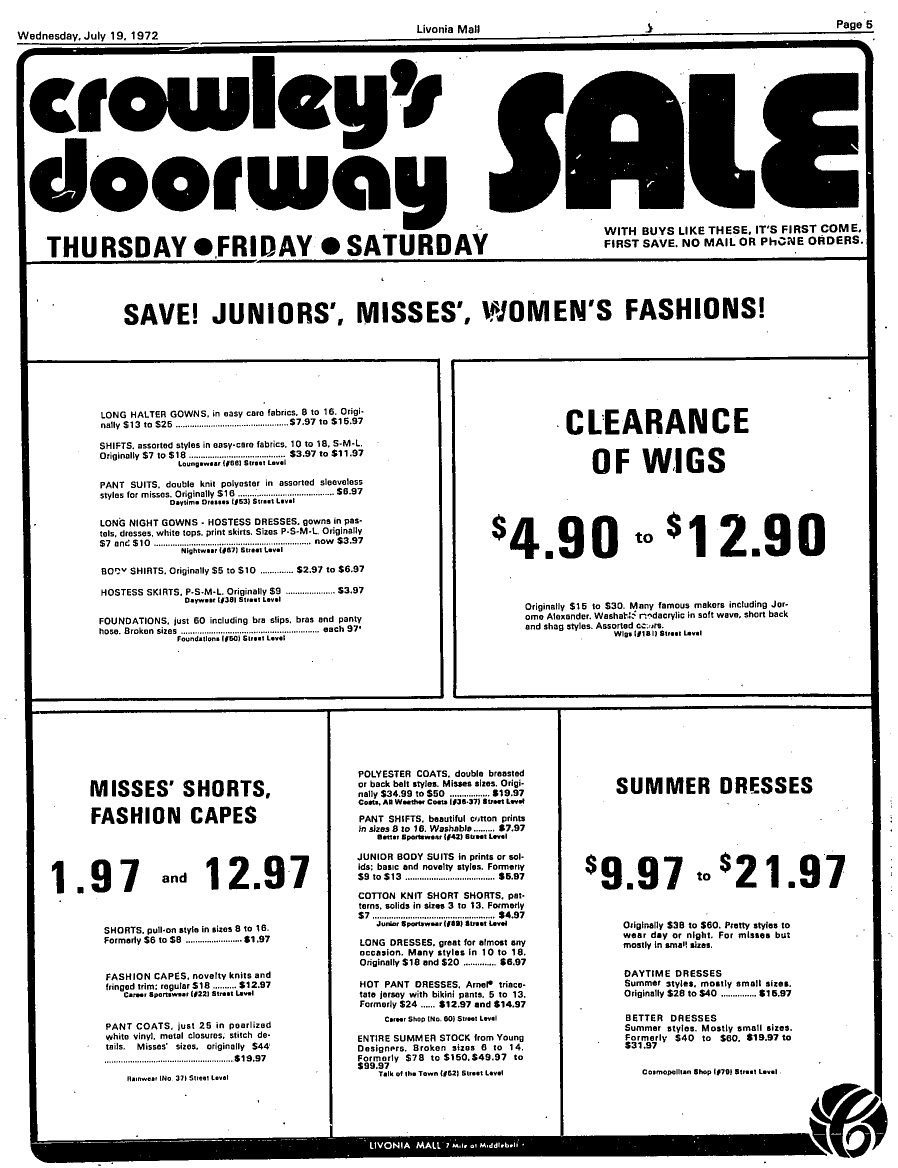 Wednesday, July 19, 1972
Livonia Mall
Page 5
crowley's
doorway
SALE
THURSDAY ● FRIDAY ● SATURDAY
WITH BUYS LIKE THESE, IT'S FIRST COME,
FIRST SAVE. NO MAIL OR PHONE ORDERS.
SAVE! JUNIORS', MISSES', WOMEN'S FASHIONS!
LONG HALTER GOWNS, in easy care fabrics, 8 to 16. Origi-
nally $13 to $25 ........ $7.97 to $15.97
SHIFTS, assorted styles in easy-care fabrics, 10 to 18, S-M-L.
Originally $7 to $18 ........ $3.97 to $11.97
Loungewear (#66) Street Level
PANT SUITS, double knit polyester in assorted sleeveless
styles for misses. Originally $16 ........ $6.97
Daytime Dresses (#53) Street Level
LONG NIGHT GOWNS - HOSTESS DRESSES, gowns in pas-
tels, dresses, white tops, print skirts. Sizes P-S-M-L. Originally
$7 and $10 ........ now $3.97
Nightwear (#67) Street Level
BODY SHIRTS, Originally $5 to $10 ........ $2.97 to $6.97
HOSTESS SKIRTS, P-S-M-L. Originally $9 ........ $3.97
Daywear (#38) Street Level
FOUNDATIONS, just 60 including bra slips, bras and panty
hose. Broken sizes ........ each 97¢
Foundations (#60) Street Level
CLEARANCE
OF WIGS
$4.90 to $12.90
Originally $15 to $30. Many famous makers including Jer-
ome Alexander. Washable modacrylic in soft wave, short back
and shag styles. Assorted colors.
Wigs (#181) Street Level
MISSES' SHORTS,
FASHION CAPES
1.97 and 12.97
SHORTS, pull-on style in sizes 8 to 16.
Formerly $6 to $8 ........ $1.97
FASHION CAPES, novelty knits and
fringed trim; regular $18 ........ $12.97
Career Sportswear (#22) Street Level
PANT COATS, just 25 in pearlized
white vinyl, metal closures, stitch de-
tails. Misses' sizes, originally $44
........ $19.97
Rainwear (No. 37) Street Level
POLYESTER COATS, double breasted
or back belt styles. Misses sizes. Origi-
nally $34.99 to $50 ........ $19.97
Coats, All Weather Coats (#36-37) Street Level
PANT SHIFTS, beautiful cotton prints
in sizes 8 to 16. Washable ........ $7.97
Better Sportswear (#42) Street Level
JUNIOR BODY SUITS in prints or sol-
ids; basic and novelty styles. Formerly
$9 to $13 ........ $5.97
COTTON KNIT SHORT SHORTS, pat-
terns, solids in sizes 3 to 13. Formerly
$7 ........ $4.97
Junior Sportswear (#89) Street Level
LONG DRESSES, great for almost any
occasion. Many styles in 10 to 18.
Originally $18 and $20 ........ $6.97
HOT PANT DRESSES, Arnel® triace-
tate jersey with bikini pants, 5 to 13.
Formerly $24 ...... $12.97 and $14.97
Career Shop (No. 60) Street Level
ENTIRE SUMMER STOCK from Young
Designers. Broken sizes 6 to 14.
Formerly $78 to $150.$49.97 to
$99.97
Talk of the Town (#52) Street Level
SUMMER DRESSES
$9.97 to $21.97
Originally $38 to $60. Pretty styles to
wear day or night. For misses but
mostly in small sizes.
DAYTIME DRESSES
Summer styles, mostly small sizes.
Originally $28 to $40 ........ $15.97
BETTER DRESSES
Summer styles. Mostly small sizes.
Formerly $40 to $60. $19.97 to
$31.97
Cosmopolitan Shop (#79) Street Level
LIVONIA MALL 7 Mile at Middlebelt